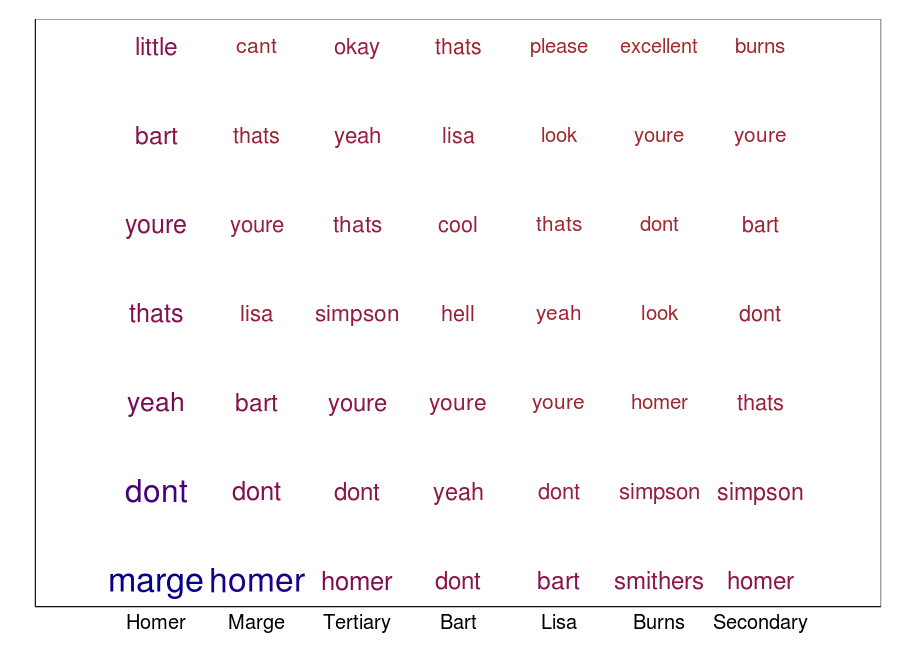 little cant okay thats please excellent burns
bart thats yeah lisa look youre youre
youre youre thats cool thats dont bart
thats lisa simpson hell yeah look dont
yeah bart youre youre youre homer thats
dont dont dont yeah dont simpson simpson
marge homer homer dont bart smithers homer
Homer Marge Tertiary Bart Lisa Burns Secondary